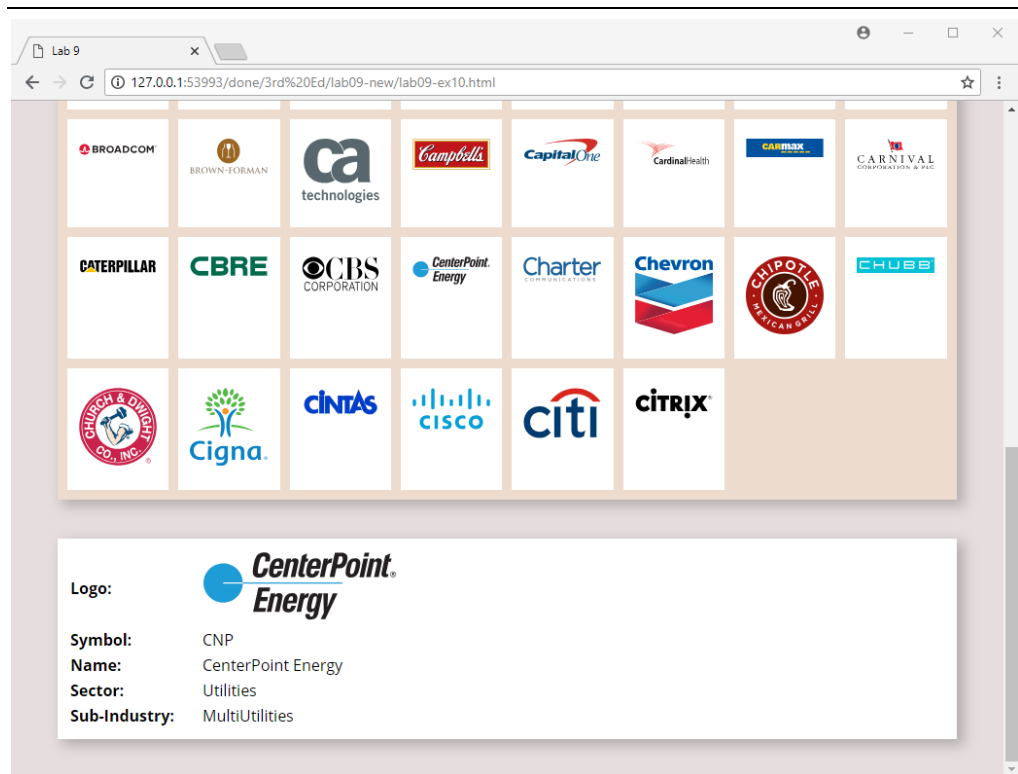 Lab 9
127.0.0.1:53993/done/3rd%20Ed/lab09-new/lab09-ex10.html
BROADCOM
BROWN-FORMAN
ca
technologies
Campbell's
CapitalOne
CardinalHealth
CARMAX
CARNIVAL
CORPORATION & PLC
CATERPILLAR
CBRE
CBS
CORPORATION
CenterPoint.
Energy
Charter
COMMUNICATIONS
Chevron
CHIPOTLE
MEXICAN GRILL
CHUBB
CHURCH & DWIGHT
CO., INC.
Cigna.
CINTAS
CISCO
citi
CITRIX
Logo:
CenterPoint®
Energy
Symbol: CNP
Name: CenterPoint Energy
Sector: Utilities
Sub-Industry: MultiUtilities